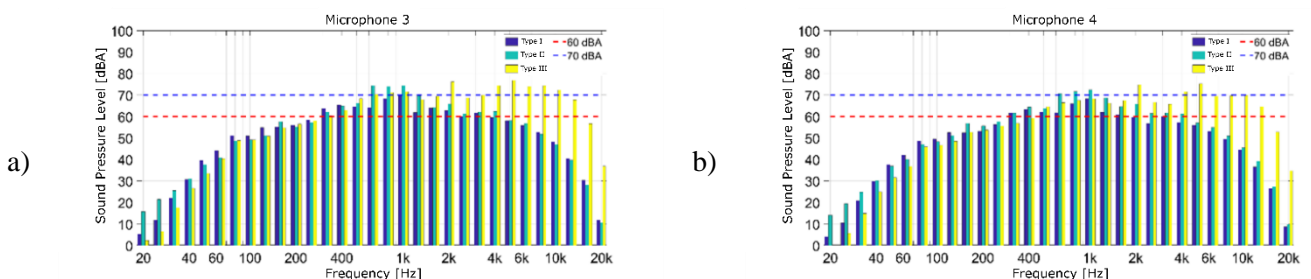 a)
Microphone 3
Sound Pressure Level [dBA]
100
90
80
70
60
50
40
30
20
10
0
Type I
Type II
Type III
60 dBA
70 dBA
20 40 60 100 200 400 600 1k 2k 4k 6k 10k 20k
Frequency [Hz]
b)
Microphone 4
Sound Pressure Level [dBA]
100
90
80
70
60
50
40
30
20
10
0
Type I
Type II
Type III
60 dBA
70 dBA
20 40 60 100 200 400 600 1k 2k 4k 6k 10k 20k
Frequency [Hz]